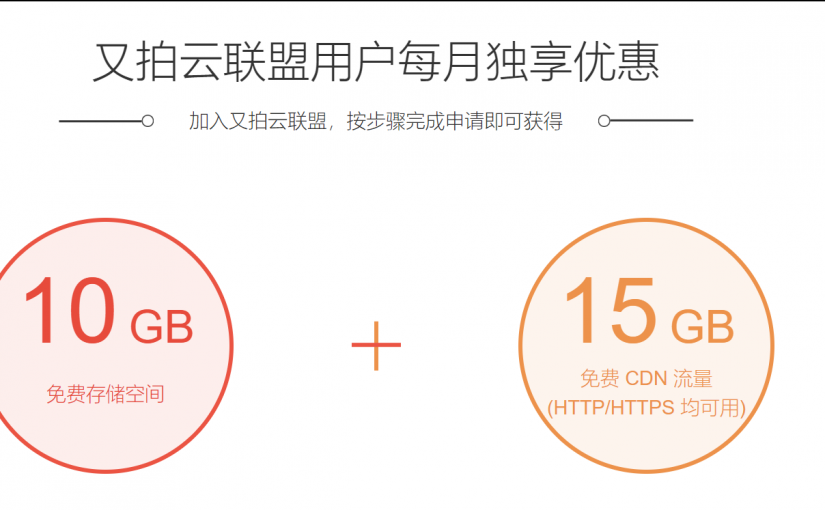 又拍云联盟用户每月独享优惠
加入又拍云联盟，按步骤完成申请即可获得
10 GB
免费存储空间
+
15 GB
免费 CDN 流量
(HTTP/HTTPS 均可用)